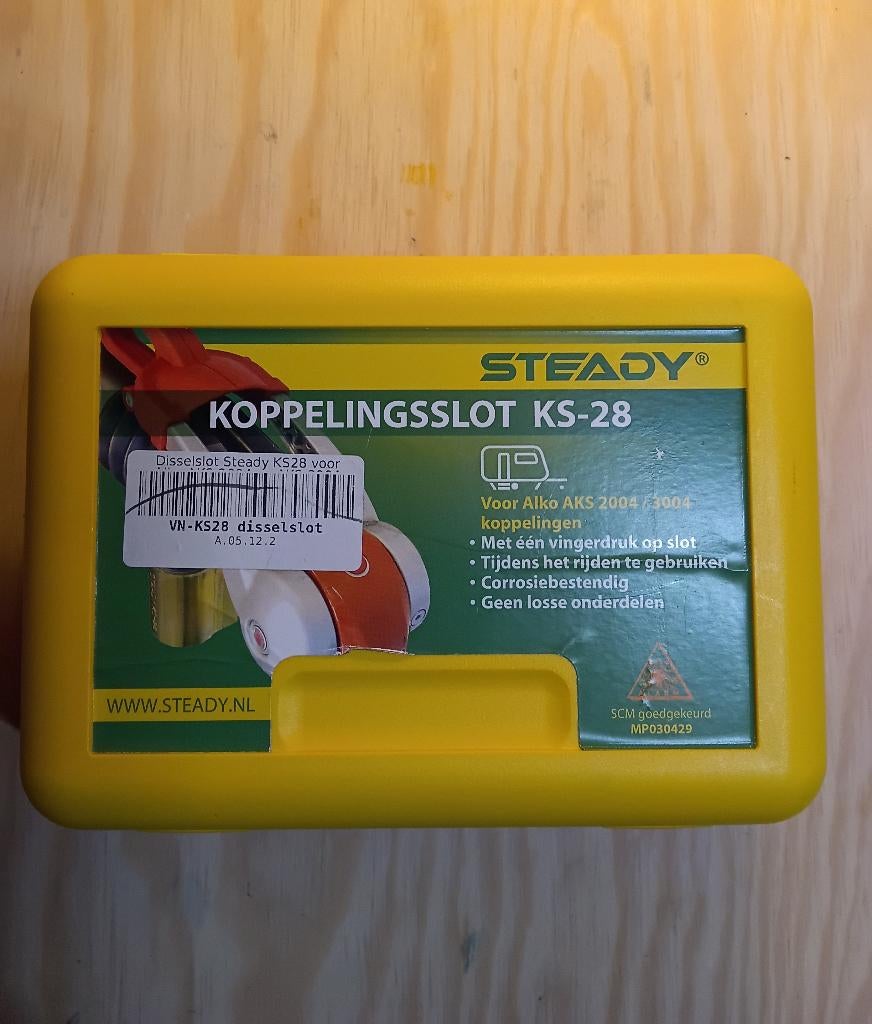 STEADY®
KOPPELINGSSLOT KS-28
Disselslot Steady KS28 voor
VN-KS28 disselslot
A.05.12.2
Voor Alko AKS 2004 / 3004
koppelingen
• Met één vingerdruk op slot
• Tijdens het rijden te gebruiken
• Corrosiebestendig
• Geen losse onderdelen
WWW.STEADY.NL
SCM goedgekeurd
MP030429